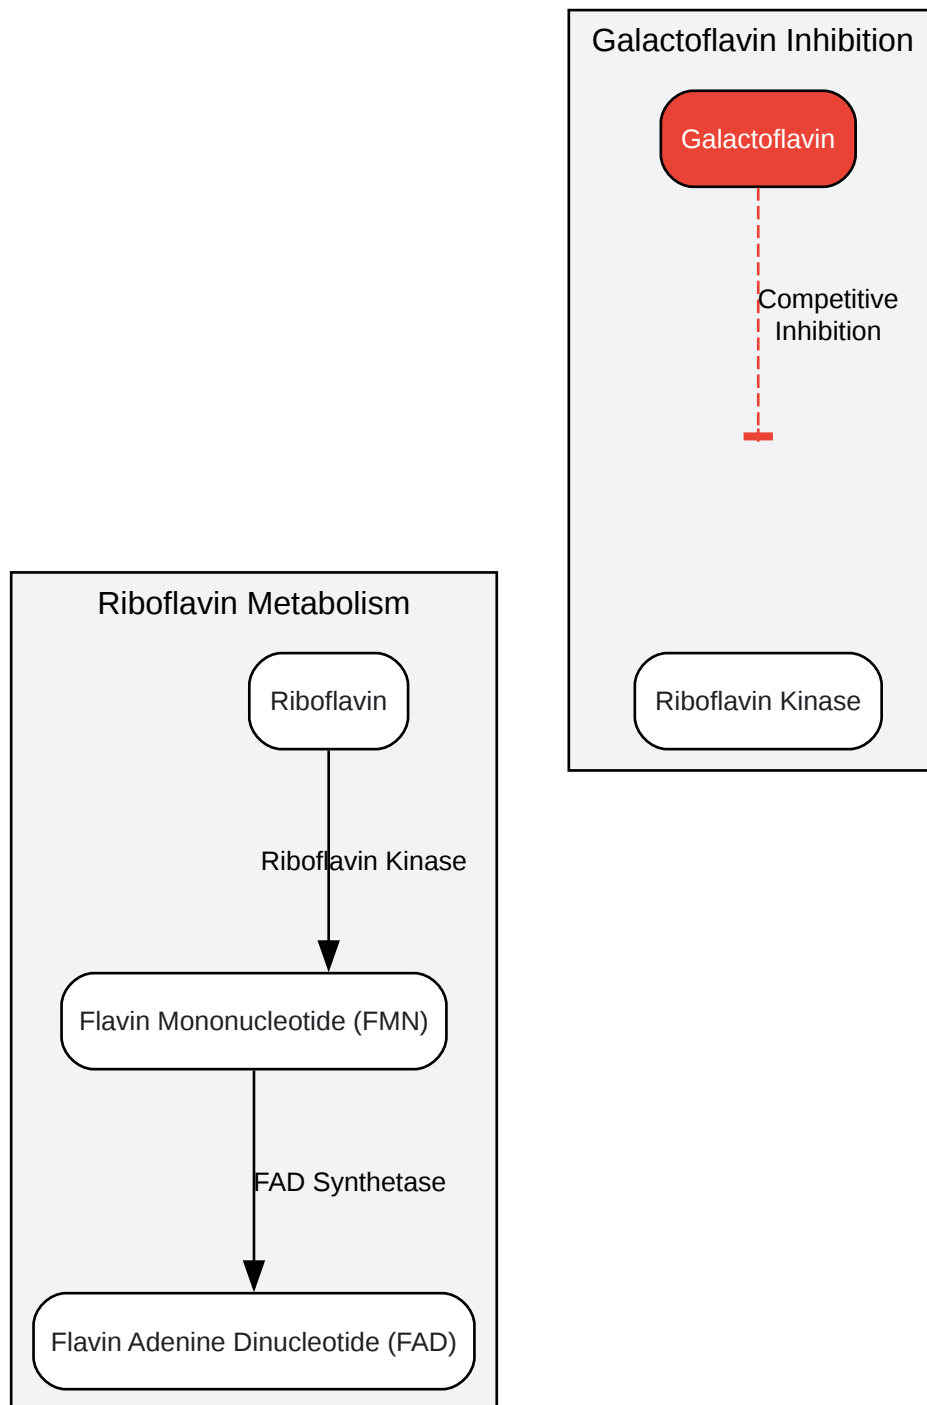 Galactoflavin Inhibition
Galactoflavin
Competitive
Inhibition
Riboflavin Kinase
Riboflavin Metabolism
Riboflavin
Riboflavin Kinase
Flavin Mononucleotide (FMN)
FAD Synthetase
Flavin Adenine Dinucleotide (FAD)